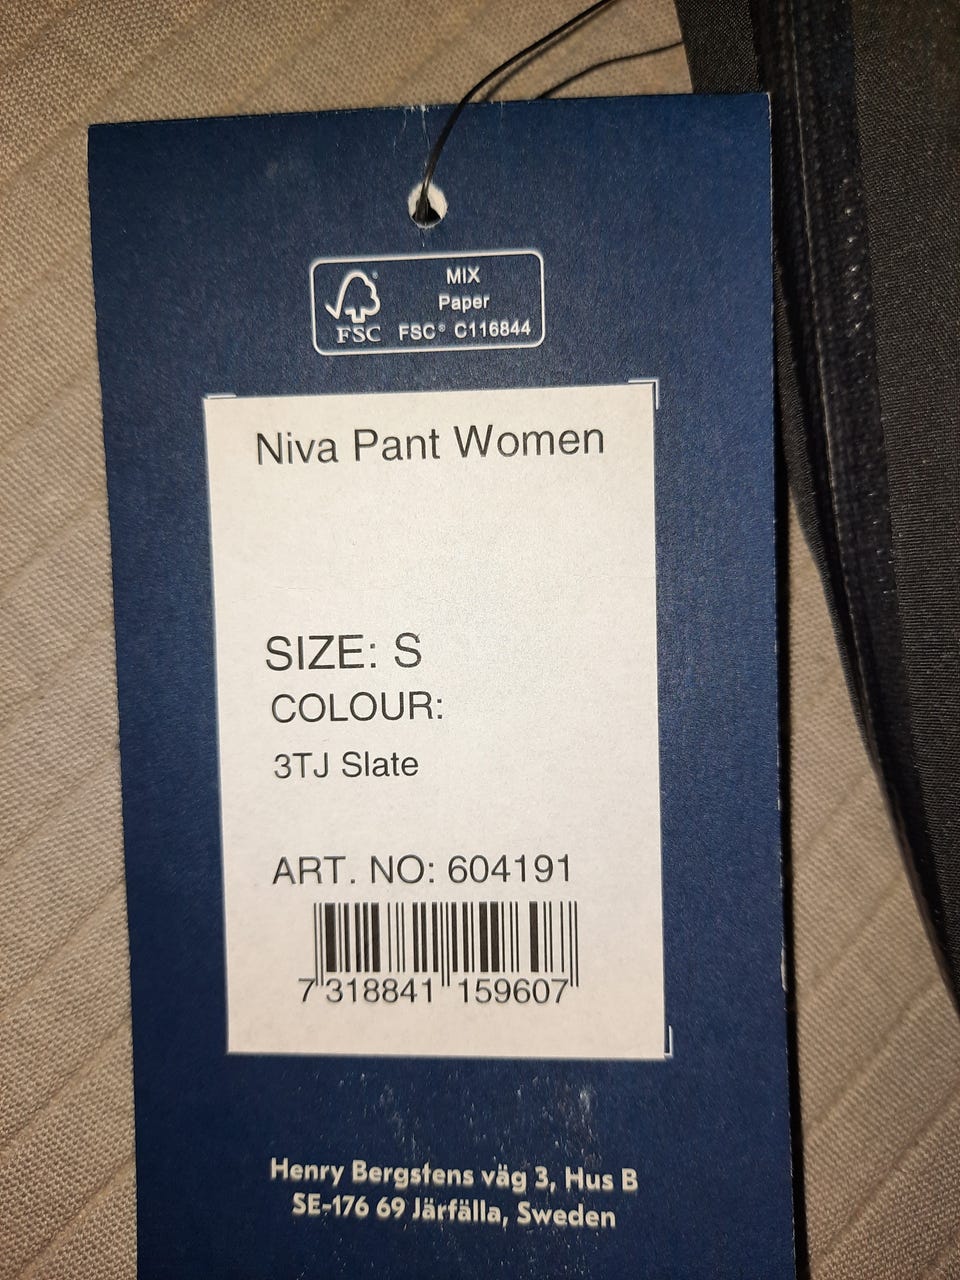 FSC®
MIX
Paper
FSC® C116844
Niva Pant Women
SIZE: S
COLOUR:
3TJ Slate
ART. NO: 604191
7 318841 159607
Henry Bergstens väg 3, Hus B
SE-176 69 Järfälla, Sweden